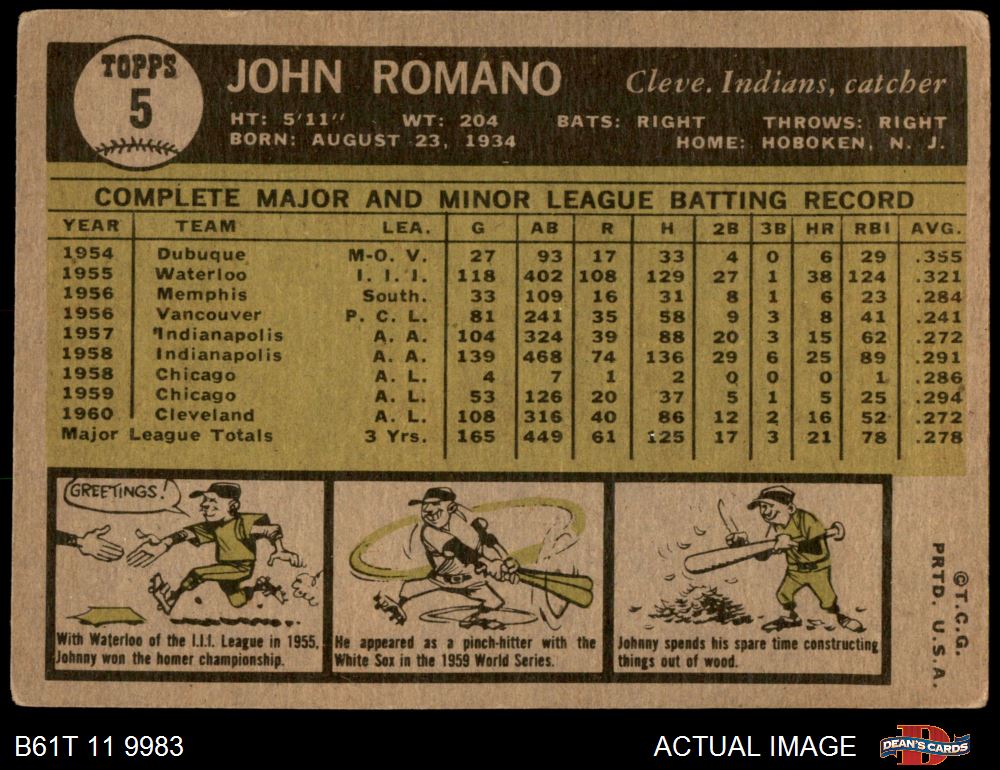 TOPPS
5
JOHN ROMANO Cleve. Indians, catcher
HT: 5'11" WT: 204 BATS: RIGHT THROWS: RIGHT
BORN: AUGUST 23, 1934 HOME: HOBOKEN, N. J.
COMPLETE MAJOR AND MINOR LEAGUE BATTING RECORD
YEAR TEAM LEA. G AB R H 2B 3B HR RBI AVG.
1954 Dubuque M-O. V. 27 93 17 33 4 0 6 29 .355
1955 Waterloo I. I. I. 118 402 108 129 27 1 38 124 .321
1956 Memphis South. 33 109 16 31 8 1 6 23 .284
1956 Vancouver P. C. L. 81 241 35 58 9 3 8 41 .241
1957 Indianapolis A. A. 104 324 39 88 20 3 15 62 .272
1958 Indianapolis A. A. 139 468 74 136 29 6 25 89 .291
1958 Chicago A. L. 4 7 1 2 0 0 0 1 .286
1959 Chicago A. L. 53 126 20 37 5 1 5 25 .294
1960 Cleveland A. L. 108 316 40 86 12 2 16 52 .272
Major League Totals 3 Yrs. 165 449 61 125 17 3 21 78 .278
GREETINGS!
With Waterloo of the I.I.I. League in 1955,
Johnny won the homer championship.
He appeared as a pinch-hitter with the
White Sox in the 1959 World Series.
Johnny spends his spare time constructing
things out of wood.
©T.C.G.
PRTD. U.S.A.
B61T 11 9983 ACTUAL IMAGE
DEAN'S CARDS